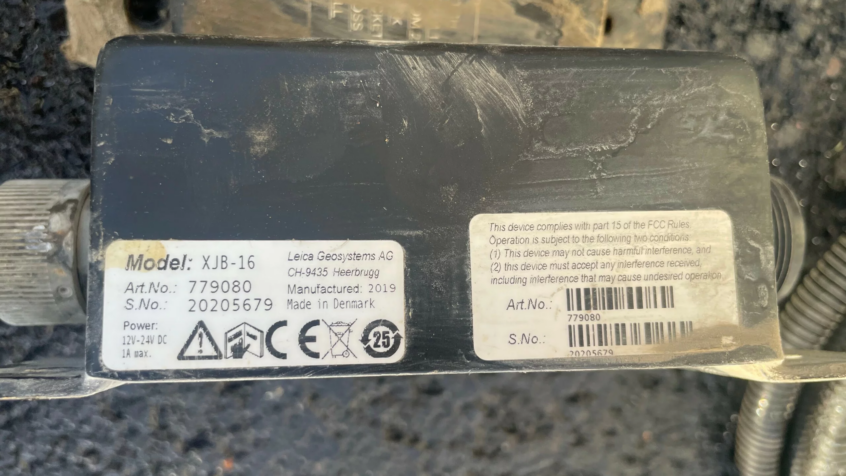 Model: XJB-16
Art.No.: 779080
S.No.: 20205679
Leica Geosystems AG
CH-9435 Heerbrugg
Manufactured: 2019
Made in Denmark
Power:
12V-24V DC
1A max.
CE
25
This device complies with part 15 of the FCC Rules
Operation is subject to the following two conditions
(1) This device may not cause harmful interference, and
(2) this device must accept any interference received,
including interference that may cause undesired operation
Art.No.:
779080
S.No.:
20205679